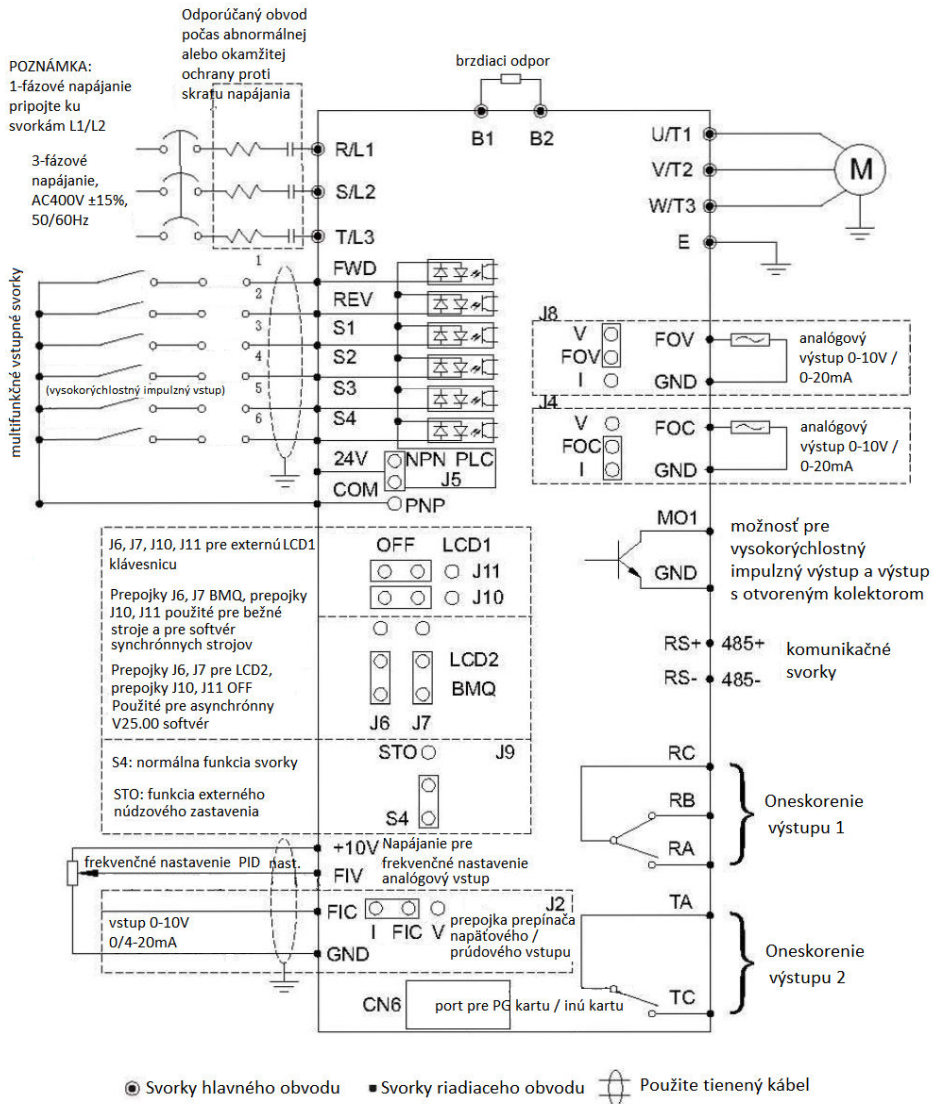 Odporúčaný obvod
počas abnormálnej
alebo okamžitej
ochrany proti
skratu napájania
POZNÁMKA:
1-fázové napájanie
pripojte ku
svorkám L1/L2
3-fázové
napájanie,
AC400V ±15%,
50/60Hz
brzdiaci odpor
B1 B2
R/L1
S/L2
T/L3
U/T1
V/T2
W/T3
E
M
multifunkčné vstupné svorky
(vysokorýchlostný impulzný vstup)
1
2
3
4
5
6
FWD
REV
S1
S2
S3
S4
24V
COM
NPN PLC
J5
PNP
J8
V
FOV
I
FOV
GND
analógový
výstup 0-10V /
0-20mA
J4
V
FOC
I
FOC
GND
analógový
výstup 0-10V /
0-20mA
MO1
GND
možnosť pre
vysokorýchlostný
impulzný výstup a výstup
s otvoreným kolektorom
J6, J7, J10, J11 pre externú LCD1
klávesnicu
Prepojky J6, J7 BMQ, prepojky
J10, J11 použité pre bežné
stroje a pre softvér
synchrónnych strojov
Prepojky J6, J7 pre LCD2,
prepojky J10, J11 OFF
Použité pre asynchrónny
V25.00 softvér
OFF LCD1
J11
J10
LCD2
BMQ
J6 J7
RS+ 485+
RS- 485-
komunikačné
svorky
S4: normálna funkcia svorky
STO: funkcia externého
núdzového zastavenia
STO J9
S4
RC
RB
RA
Oneskorenie
výstupu 1
+10V
Napájanie pre
frekvenčné nastavenie
analógový vstup
frekvenčné nastavenie PID nast.
FIV
FIC
I FIC V
J2
prepojka prepínača
napäťového /
prúdového vstupu
vstup 0-10V
0/4-20mA
GND
TA
TC
Oneskorenie
výstupu 2
CN6
port pre PG kartu / inú kartu
Svorky hlavného obvodu
Svorky riadiaceho obvodu
Použite tienený kábel